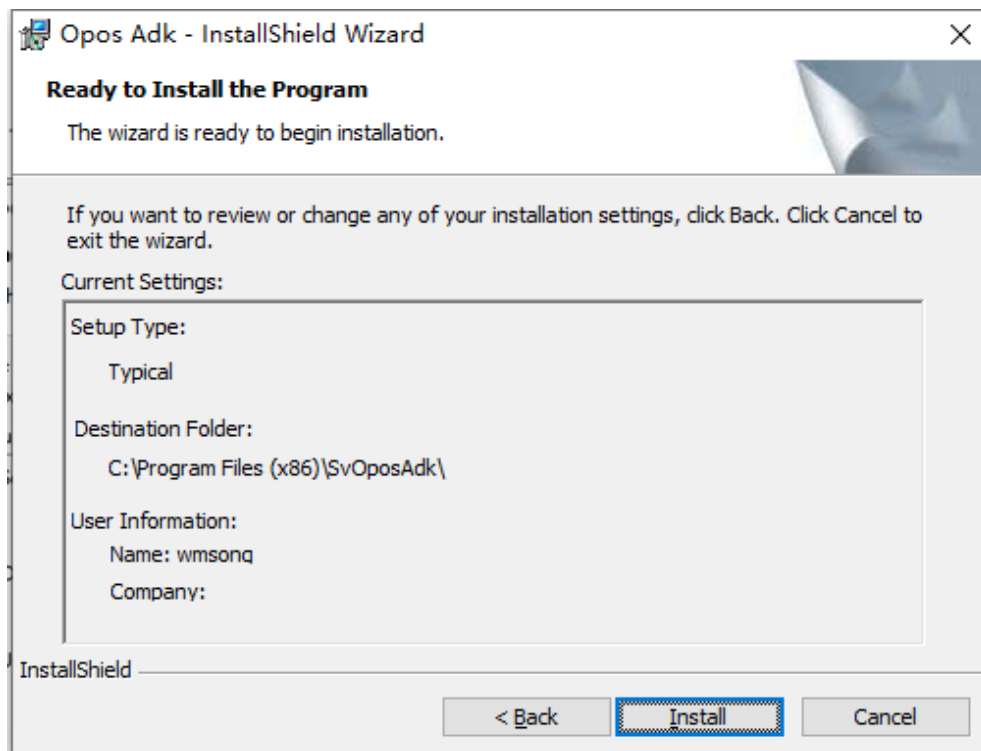 Opos Adk - InstallShield Wizard
Ready to Install the Program
The wizard is ready to begin installation.
If you want to review or change any of your installation settings, click Back. Click Cancel to
exit the wizard.
Current Settings:
Setup Type:
Typical
Destination Folder:
C:\Program Files (x86)\SvOposAdk\
User Information:
Name: wmsong
Company:
InstallShield
< Back
Install
Cancel